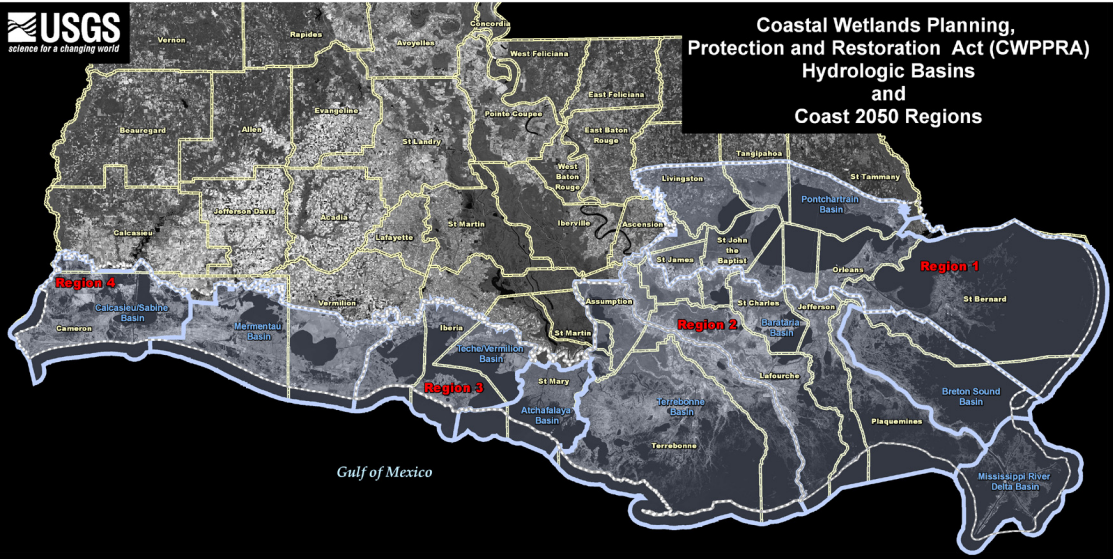 USGS
science for a changing world
Coastal Wetlands Planning,
Protection and Restoration Act (CWPPRA)
Hydrologic Basins
and
Coast 2050 Regions
Concordia
Vernon
Rapides
Avoyelles
West Feliciana
East Feliciana
Pointe Coupee
Evangeline
Beauregard
Allen
St Landry
East Baton
Rouge
West
Baton
Rouge
Tangipahoa
Livingston
St Tammany
Pontchartrain
Basin
Jefferson Davis
Acadia
Lafayette
St Martin
Iberville
Ascension
Calcasieu
St John
the
Baptist
St James
Orleans
Region 1
St Bernard
Region 4
Calcasieu/Sabine
Basin
Cameron
Mermentau
Basin
Vermilion
Iberia
Assumption
St Charles
Jefferson
Region 2
Barataria
Basin
St Martin
Teche/Vermilion
Basin
Region 3
St Mary
Atchafalaya
Basin
Lafourche
Terrebonne
Basin
Terrebonne
Breton Sound
Basin
Plaquemines
Mississippi River
Delta Basin
Gulf of Mexico